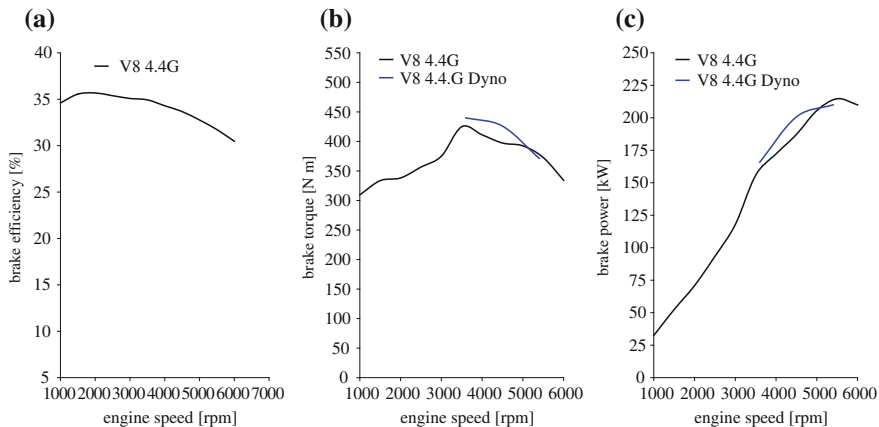 (a)
40
35
30
25
20
15
10
5
V8 4.4G
brake efficiency [%]
1000 2000 3000 4000 5000 6000 7000
engine speed [rpm]
(b)
550
500
450
400
350
300
250
200
150
100
50
0
V8 4.4G
V8 4.4.G Dyno
brake torque [N m]
1000 2000 3000 4000 5000 6000
engine speed [rpm]
(c)
250
225
200
175
150
125
100
75
50
25
0
V8 4.4G
V8 4.4G Dyno
brake power [kW]
1000 2000 3000 4000 5000 6000
engine speed [rpm]